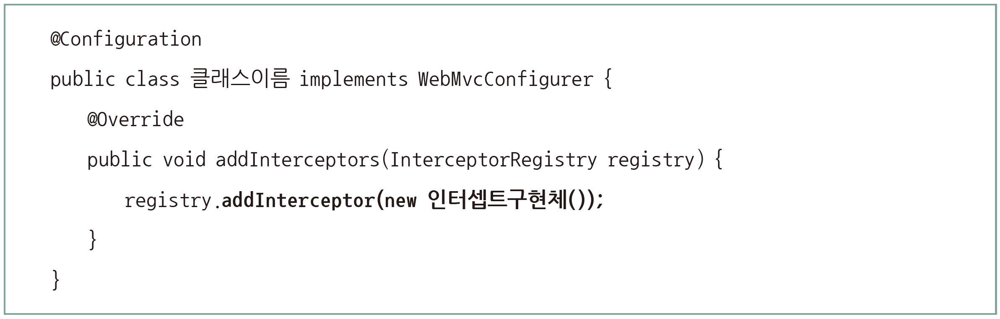 @Configuration
public class 클래스이름 implements WebMvcConfigurer {
@Override
public void addInterceptors(InterceptorRegistry registry) {
registry.addInterceptor(new 인터셉트구현체());
}
}